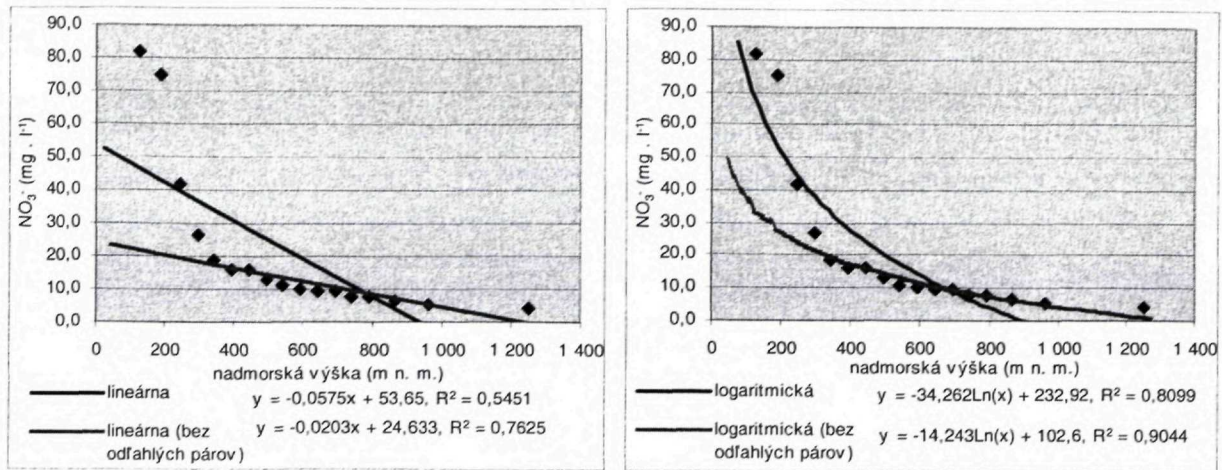 90,0
80,0
70,0
60,0
50,0
40,0
30,0
20,0
10,0
0,0
NO₃⁻ (mg . l⁻¹)
0 200 400 600 800 1 000 1 200 1 400
nadmorská výška (m n. m.)
lineárna y = -0,0575x + 53,65, R² = 0,5451
lineárna (bez y = -0,0203x + 24,633, R² = 0,7625
odľahlých párov)
90,0
80,0
70,0
60,0
50,0
40,0
30,0
20,0
10,0
0,0
NO₃⁻ (mg . l⁻¹)
0 200 400 600 800 1 000 1 200 1 400
nadmorská výška (m n. m.)
logaritmická y = -34,262Ln(x) + 232,92, R² = 0,8099
logaritmická (bez y = -14,243Ln(x) + 102,6, R² = 0,9044
odľahlých párov)